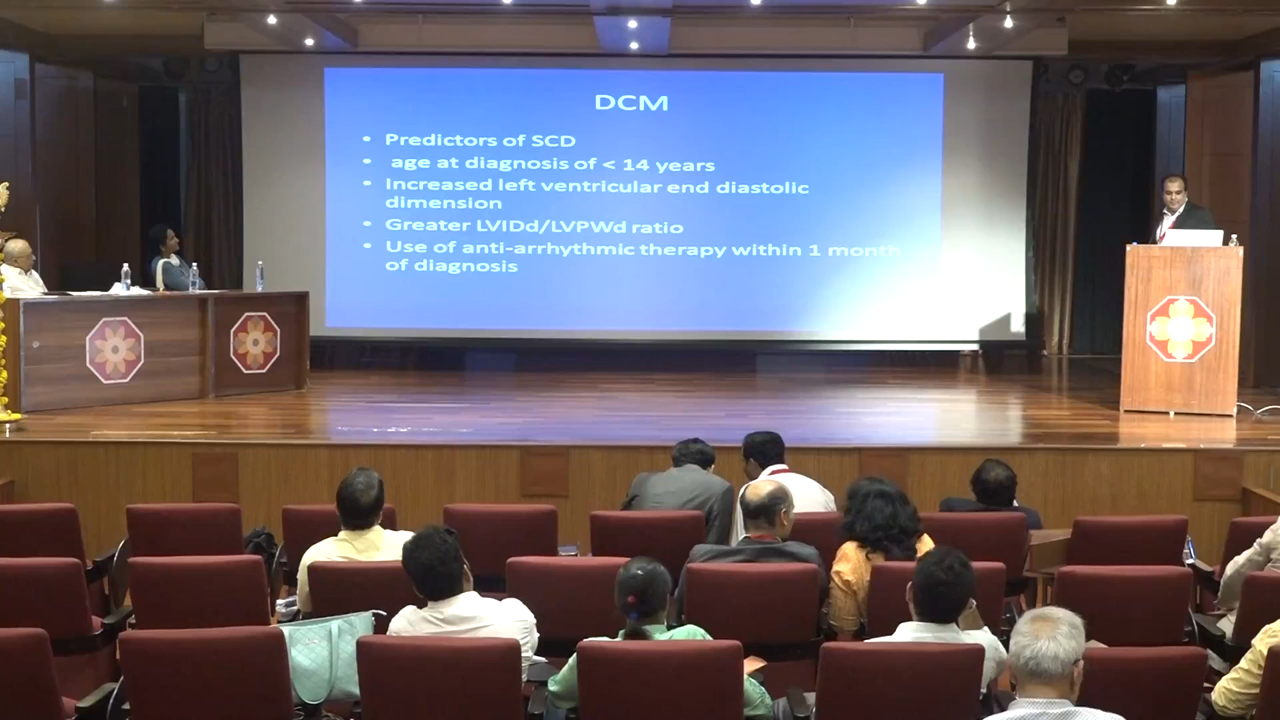 DCM
• Predictors of SCD
• age at diagnosis of < 14 years
• Increased left ventricular end diastolic
dimension
• Greater LVIDd/LVPWd ratio
• Use of anti-arrhythmic therapy within 1 month
of diagnosis